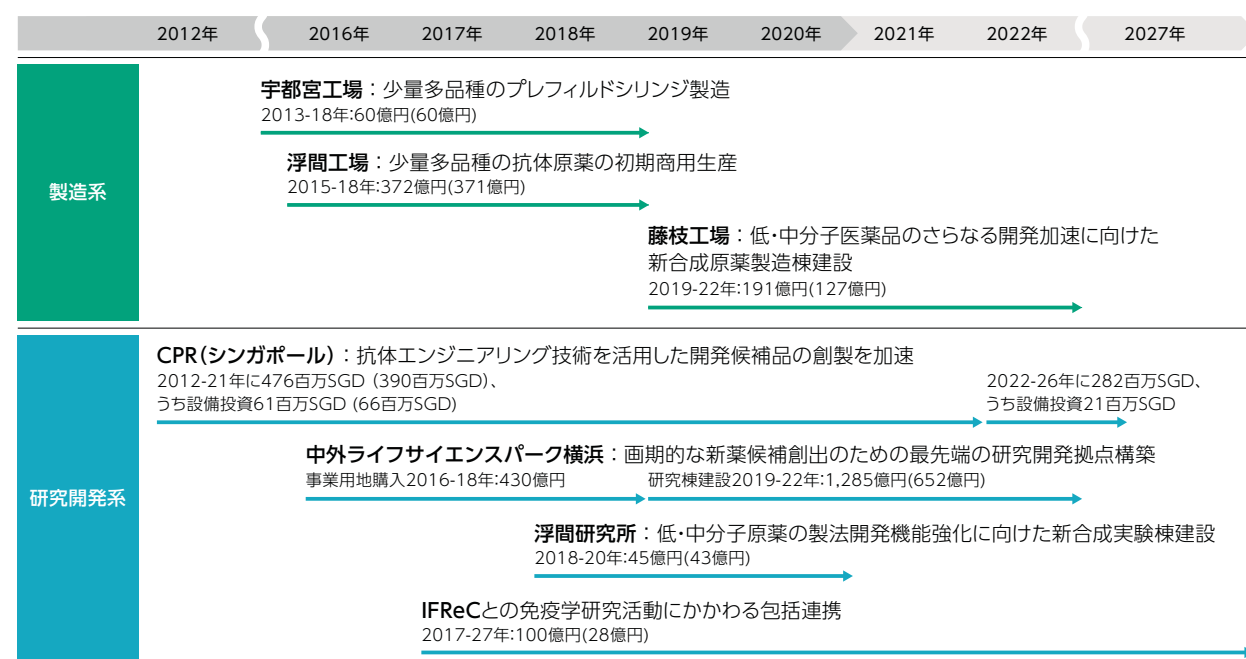 2012年 2016年 2017年 2018年 2019年 2020年 2021年 2022年 2027年
製造系
宇都宮工場：少量多品種のプレフィルドシリンジ製造
2013-18年:60億円(60億円)
浮間工場：少量多品種の抗体原薬の初期商用生産
2015-18年:372億円(371億円)
藤枝工場：低・中分子医薬品のさらなる開発加速に向けた
新合成原薬製造棟建設
2019-22年:191億円(127億円)
研究開発系
CPR（シンガポール）：抗体エンジニアリング技術を活用した開発候補品の創製を加速
2012-21年に476百万SGD (390百万SGD)、
うち設備投資61百万SGD (66百万SGD)
2022-26年に282百万SGD、
うち設備投資21百万SGD
中外ライフサイエンスパーク横浜：画期的な新薬候補創出のための最先端の研究開発拠点構築
事業用地購入2016-18年:430億円
研究棟建設2019-22年:1,285億円(652億円)
浮間研究所：低・中分子原薬の製法開発機能強化に向けた新合成実験棟建設
2018-20年:45億円(43億円)
IFReCとの免疫学研究活動にかかわる包括連携
2017-27年:100億円(28億円)